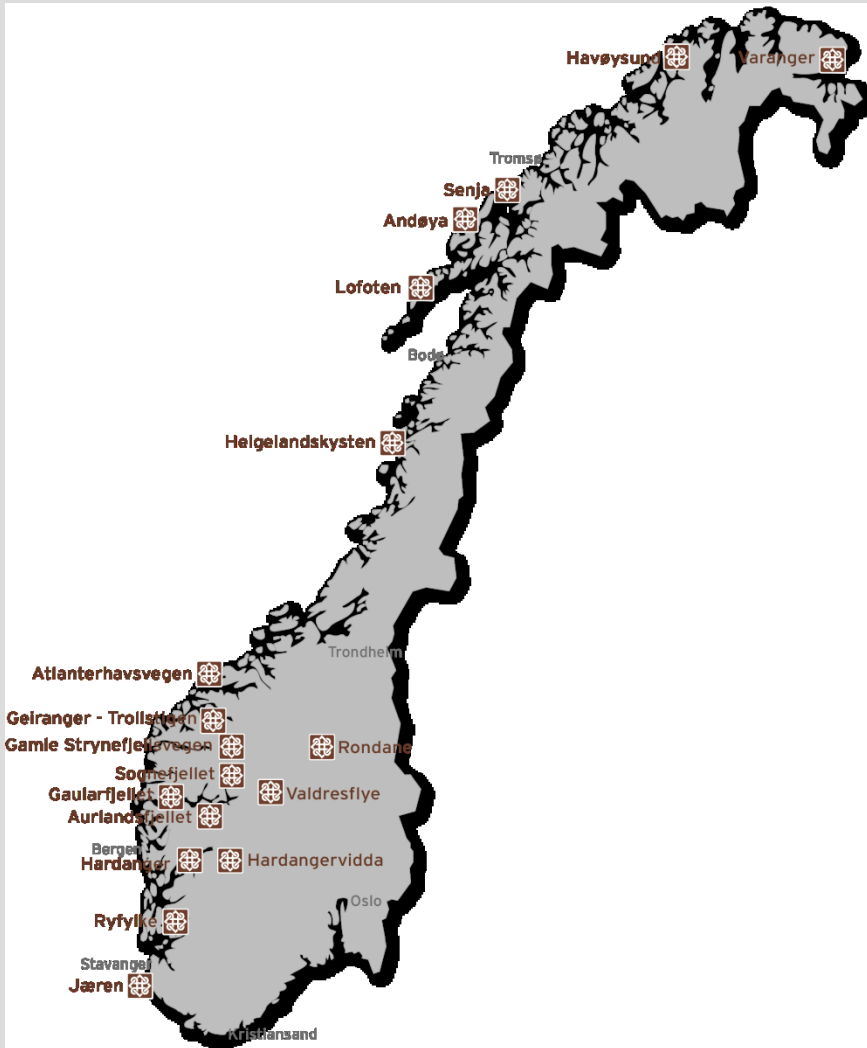 Havøysund
Varanger
Tromsø
Senja
Andøya
Lofoten
Bodø
Helgelandskysten
Trondheim
Atlanterhavsvegen
Geiranger - Trollstigen
Gamle Strynefjellsvegen
Rondane
Sognefjellet
Gaularfjellet
Valdresflye
Aurlandsfjellet
Bergen
Hardanger
Hardangervidda
Oslo
Ryfylke
Stavanger
Jæren
Kristiansand